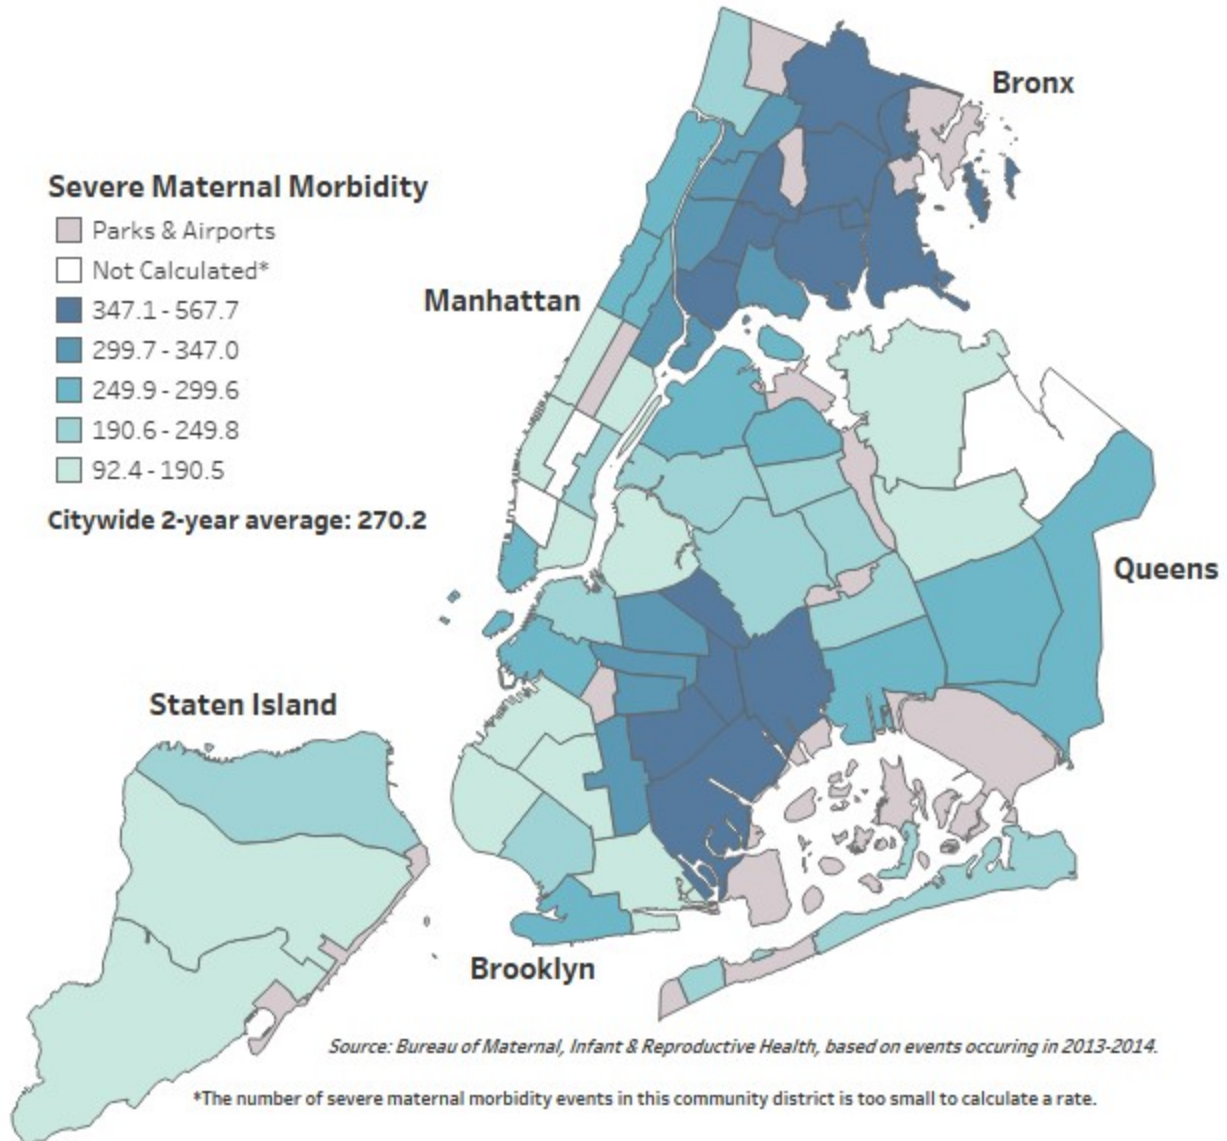 Bronx
Severe Maternal Morbidity
Parks & Airports
Not Calculated*
347.1 - 567.7
299.7 - 347.0
249.9 - 299.6
190.6 - 249.8
92.4 - 190.5
Citywide 2-year average: 270.2
Manhattan
Queens
Staten Island
Brooklyn
Source: Bureau of Maternal, Infant & Reproductive Health, based on events occuring in 2013-2014.
*The number of severe maternal morbidity events in this community district is too small to calculate a rate.